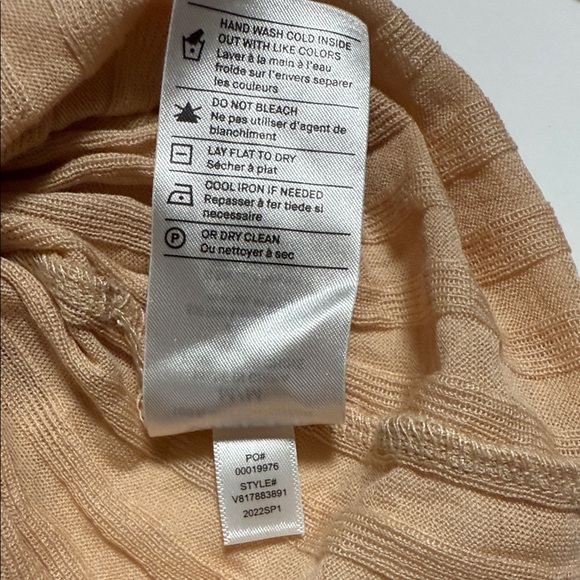 HAND WASH COLD INSIDE
OUT WITH LIKE COLORS
Laver à la main à l'eau
froide sur l'envers separer
les couleurs
DO NOT BLEACH
Ne pas utiliser d'agent de
blanchiment
LAY FLAT TO DRY
Sécher à plat
COOL IRON IF NEEDED
Repasser à fer tiede si
necessaire
P
OR DRY CLEAN
Ou nettoyer à sec
PO#
00019976
STYLE#
V817883891
2022SP1